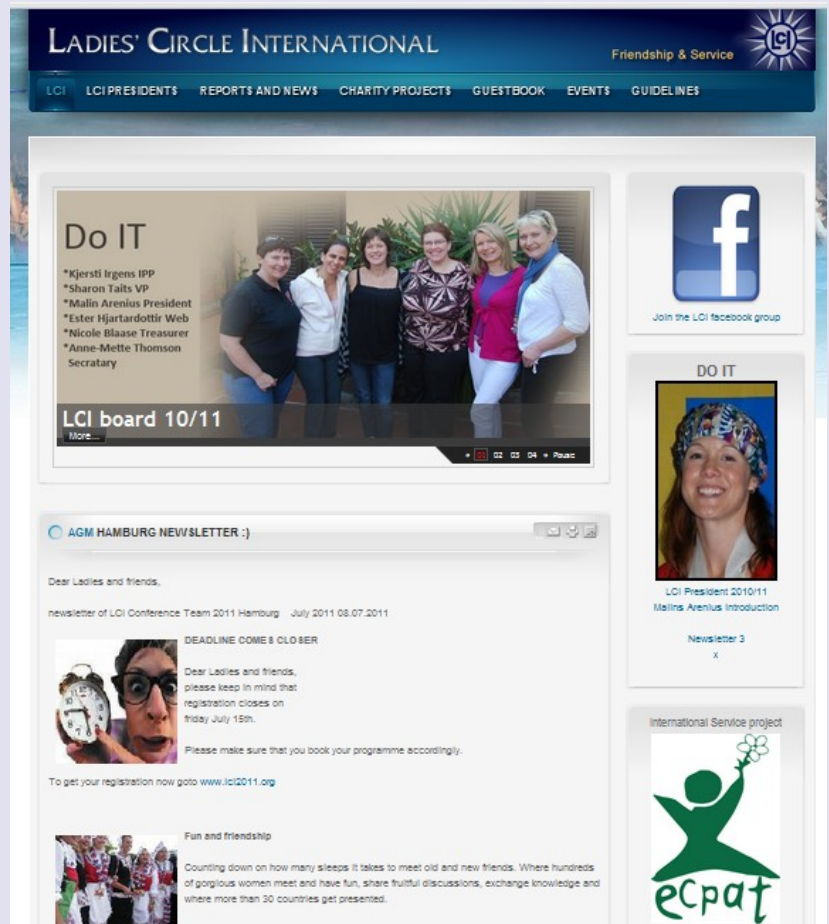 LADIES' CIRCLE INTERNATIONAL
Friendship & Service
LCI
LCI LCI PRESIDENTS REPORTS AND NEWS CHARITY PROJECTS GUESTBOOK EVENTS GUIDELINES
Do IT
*Kjersti Irgens IPP
*Sharon Taits VP
*Malin Arenius President
*Ester Hjartardottir Web
*Nicole Blaase Treasurer
*Anne-Mette Thomson
Secratary
LCI board 10/11
More...
« 01 02 03 04 » Pause
f
Join the LCI facebook group
DO IT
LCI President 2010/11
Malins Arenius Introduction
Newsletter 3
x
International Service project
ecpat
AGM HAMBURG NEWSLETTER :)
Dear Ladies and friends,
newsletter of LCI Conference Team 2011 Hamburg July 2011 08.07.2011
DEADLINE COMES CLOSER
Dear Ladies and friends,
please keep in mind that
registration closes on
friday July 15th.
Please make sure that you book your programme accordingly.
To get your registration now goto www.lci2011.org
Fun and friendship
Counting down on how many sleeps it takes to meet old and new friends. Where hundreds
of gorgious women meet and have fun, share fruitful discussions, exchange knowledge and
where more than 30 countries get presented.